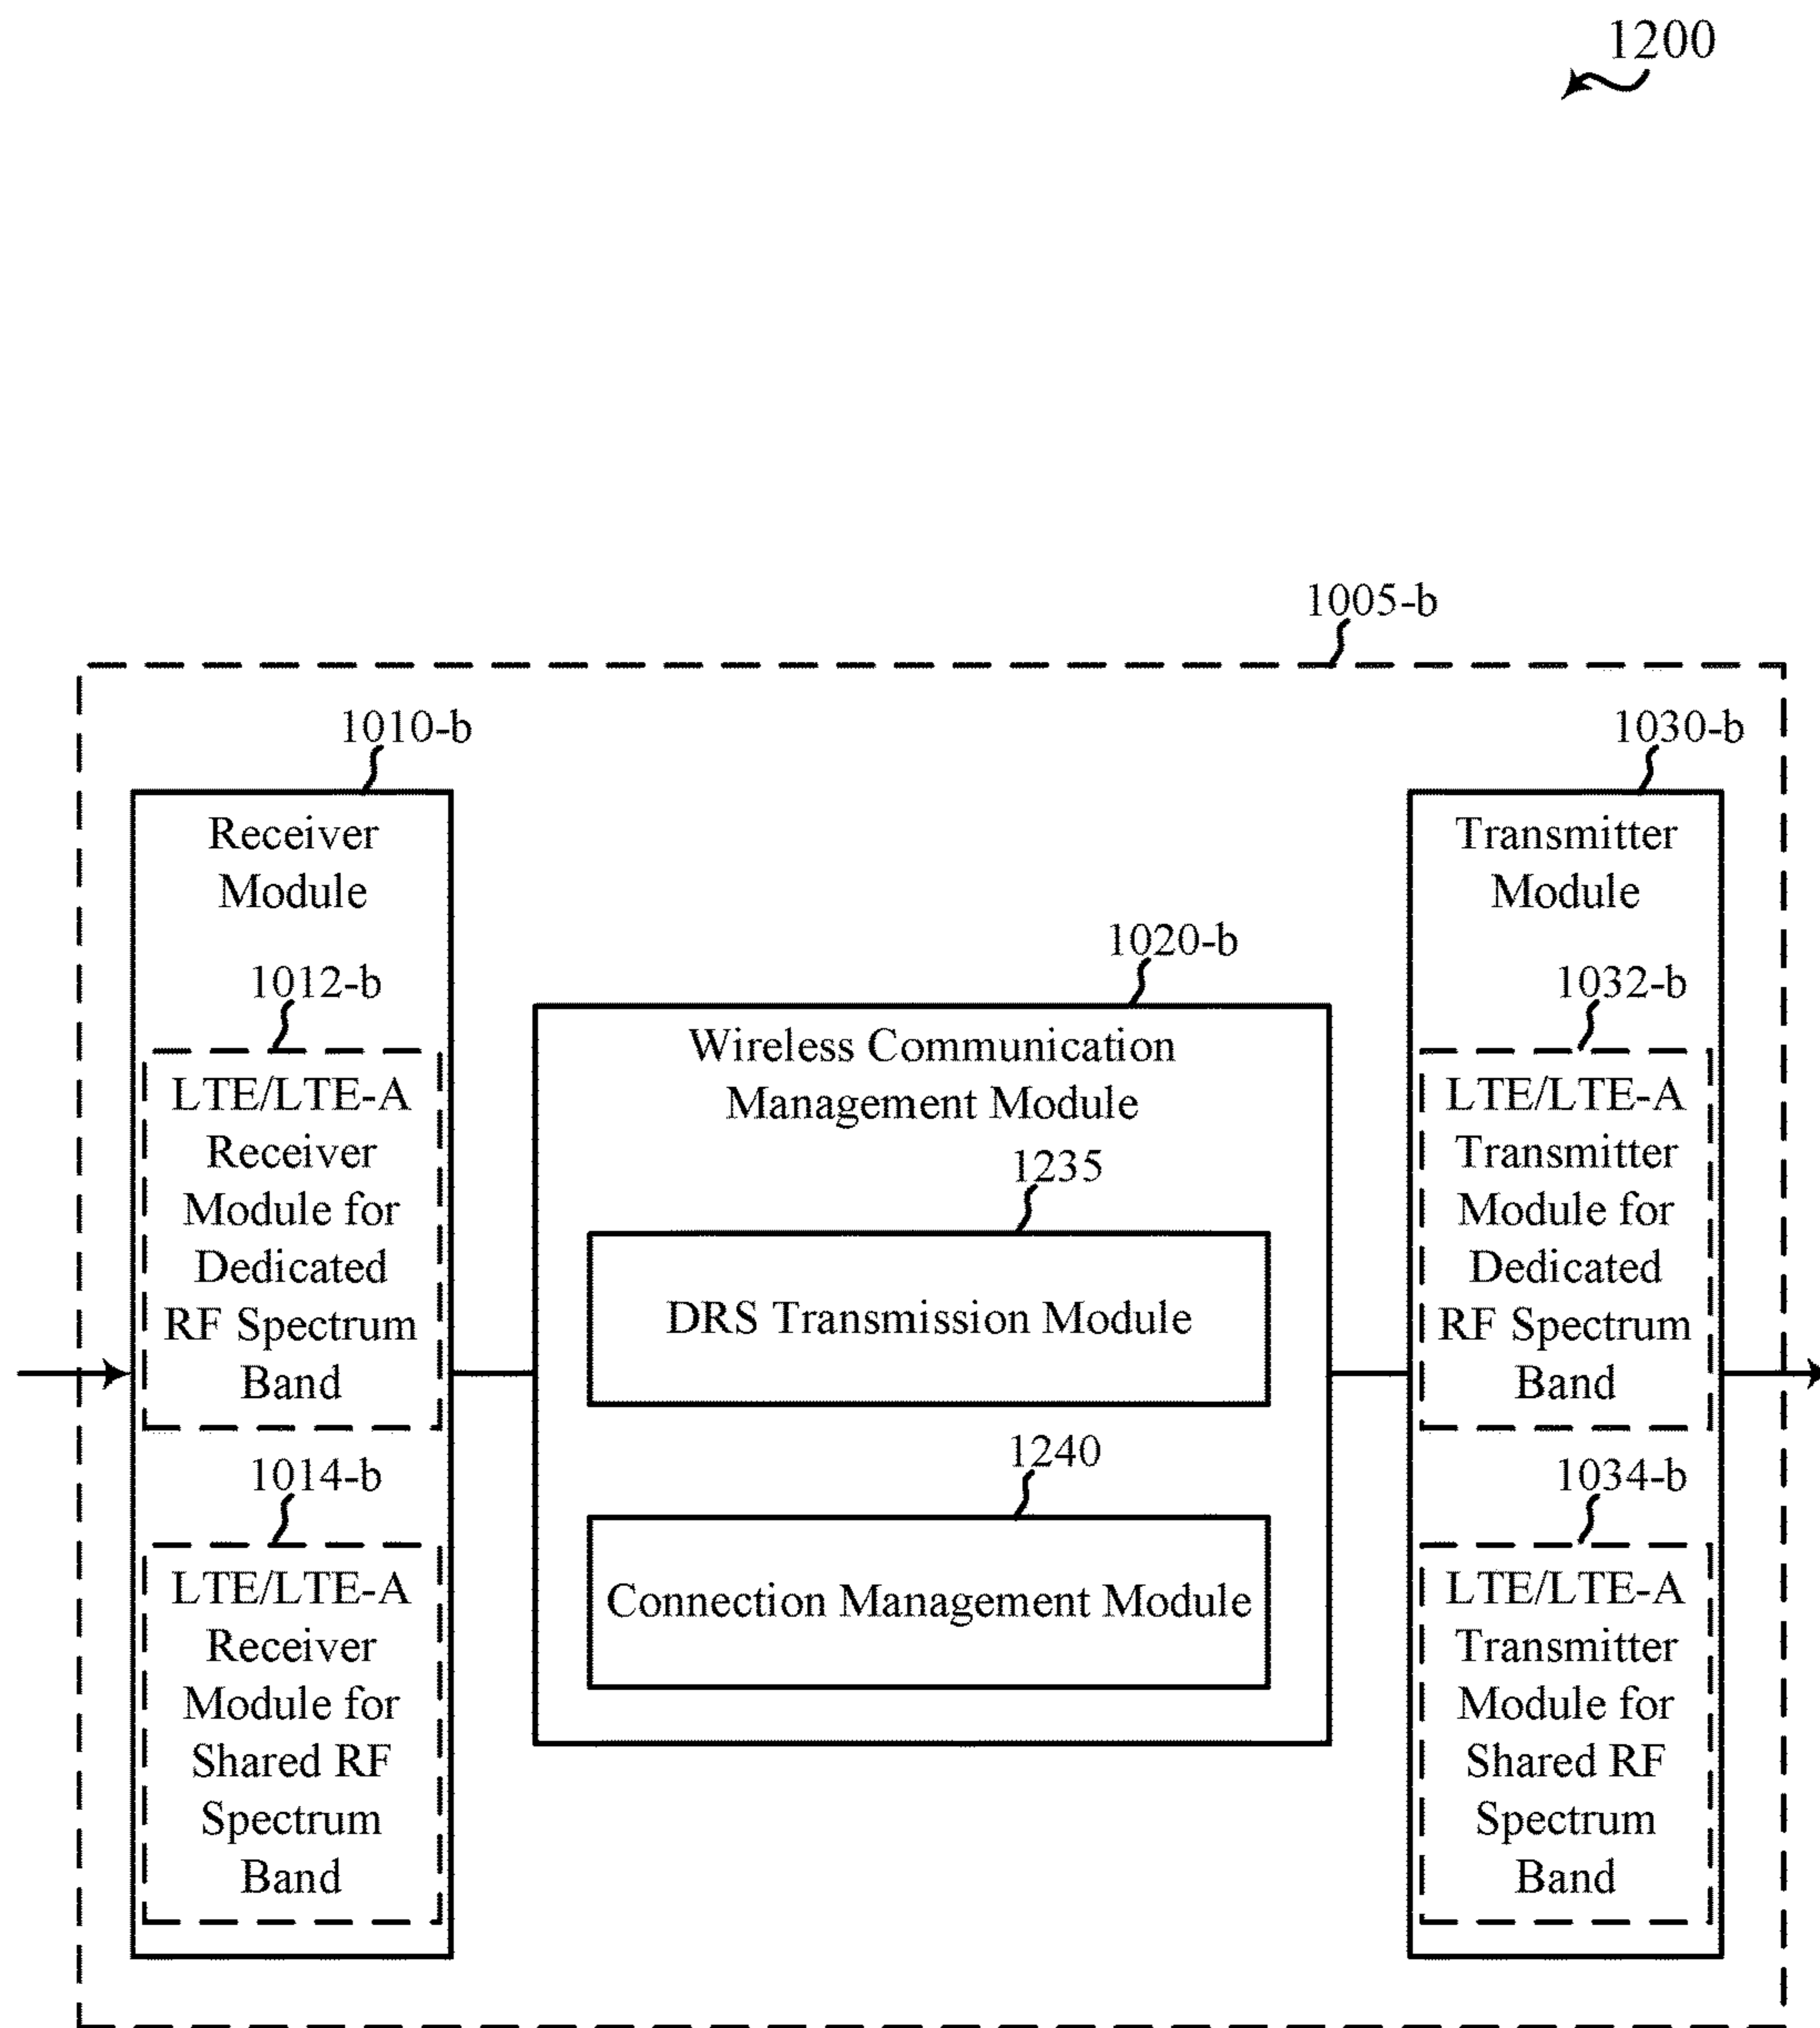 1200
1005-b
1010-b
Receiver
Module
1012-b
LTE/LTE-A
Receiver
Module for
Dedicated
RF Spectrum
Band
1014-b
LTE/LTE-A
Receiver
Module for
Shared RF
Spectrum
Band
1020-b
Wireless Communication
Management Module
1235
DRS Transmission Module
1240
Connection Management Module
1030-b
Transmitter
Module
1032-b
LTE/LTE-A
Transmitter
Module for
Dedicated
RF Spectrum
Band
1034-b
LTE/LTE-A
Transmitter
Module for
Shared RF
Spectrum
Band